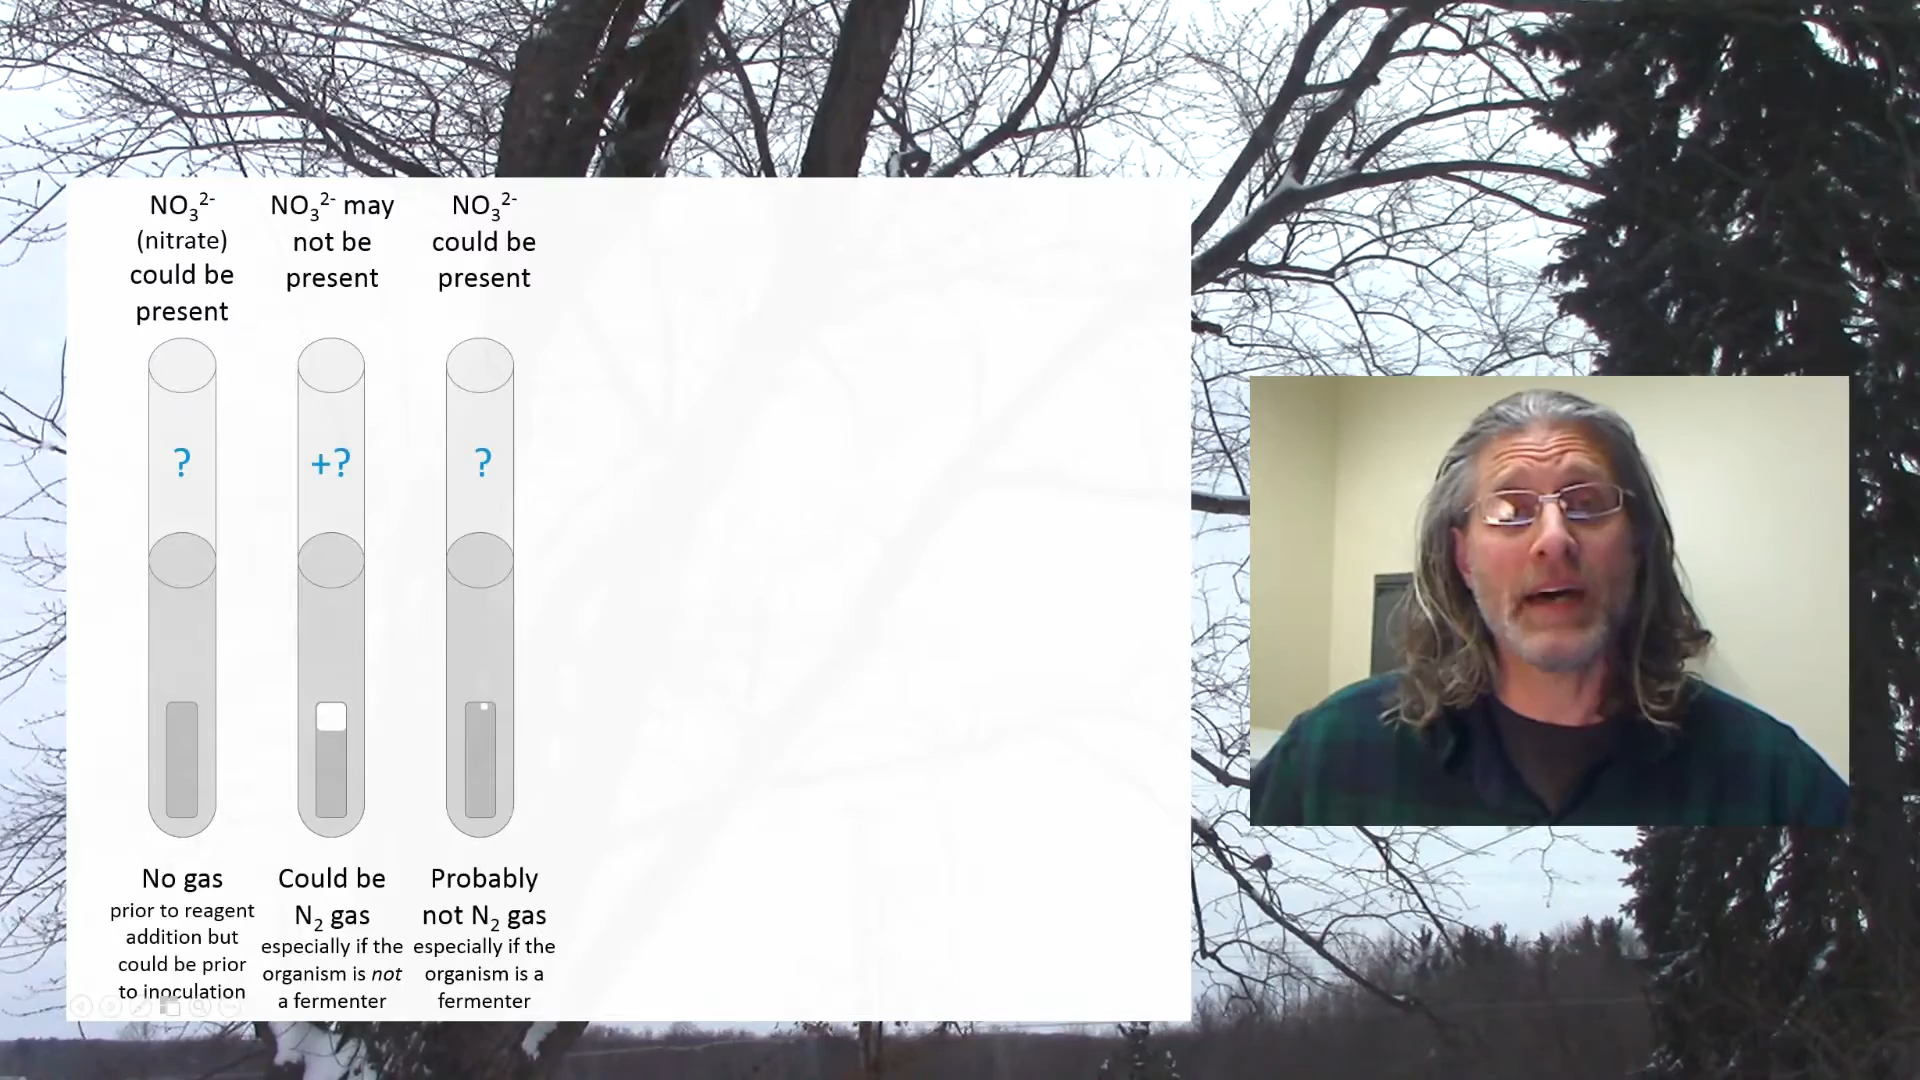 NO₃²⁻
(nitrate)
could be
present
NO₃²⁻ may
not be
present
NO₃²⁻
could be
present
?
+?
?
No gas
prior to reagent
addition but
could be prior
to inoculation
Could be
N₂ gas
especially if the
organism is not
a fermenter
Probably
not N₂ gas
especially if the
organism is a
fermenter